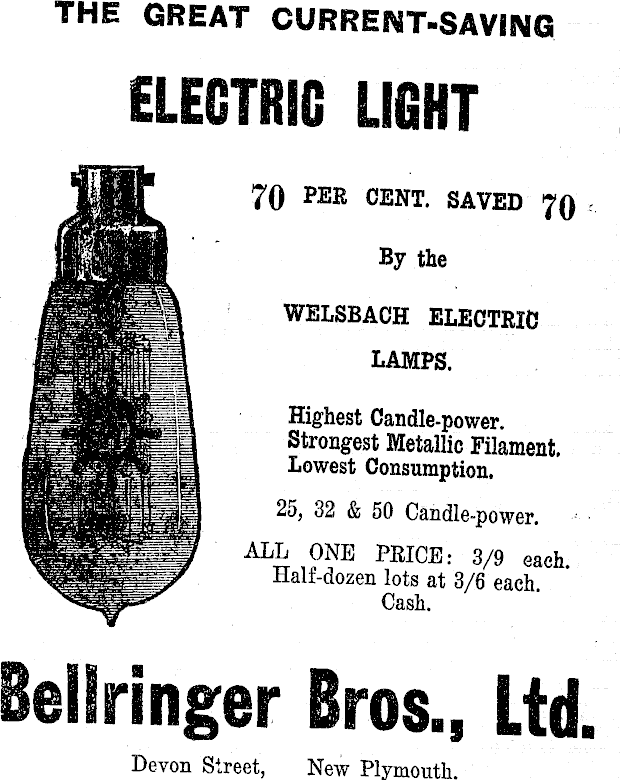 THE GREAT CURRENT-SAVING
ELECTRIC LIGHT
70 PER CENT. SAVED 70
By the
WELSBACH ELECTRIC
LAMPS.
Highest Candle-power.
Strongest Metallic Filament.
Lowest Consumption.
25, 32 & 50 Candle-power.
ALL ONE PRICE: 3/9 each.
Half-dozen lots at 3/6 each.
Cash.
Bellringer Bros., Ltd.
Devon Street, New Plymouth.